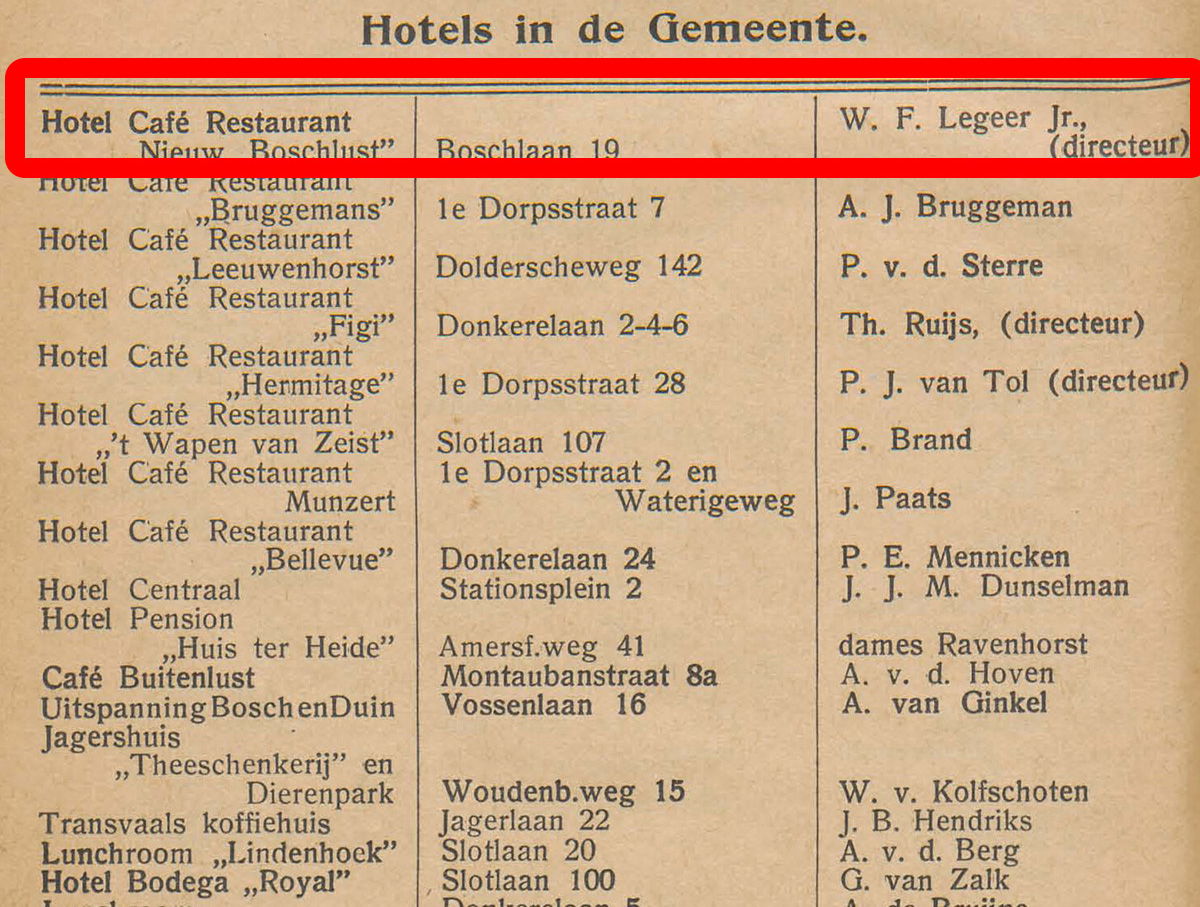 Hotels in de Gemeente.
Hotel Café Restaurant W. F. Legeer Jr.,
Nieuw Boschlust” Boschlaan 19 (directeur)
Hotel Café Restaurant
„Bruggemans” 1e Dorpsstraat 7 A. J. Bruggeman
Hotel Café Restaurant
„Leeuwenhorst” Dolderscheweg 142 P. v. d. Sterre
Hotel Café Restaurant
„Figi” Donkerelaan 2-4-6 Th. Ruijs, (directeur)
Hotel Café Restaurant
„Hermitage” 1e Dorpsstraat 28 P. J. van Tol (directeur)
Hotel Café Restaurant
„'t Wapen van Zeist” Slotlaan 107 P. Brand
Hotel Café Restaurant 1e Dorpsstraat 2 en
Munzert Waterigeweg J. Paats
Hotel Café Restaurant
„Bellevue” Donkerelaan 24 P. E. Mennicken
Hotel Centraal Stationsplein 2 J. J. M. Dunselman
Hotel Pension
„Huis ter Heide” Amersf.weg 41 dames Ravenhorst
Café Buitenlust Montaubanstraat 8a A. v. d. Hoven
Uitspanning Bosch en Duin Vossenlaan 16 A. van Ginkel
Jagershuis
„Theeschenkerij” en
Dierenpark Woudenb.weg 15 W. v. Kolfschoten
Transvaals koffiehuis Jagerlaan 22 J. B. Hendriks
Lunchroom „Lindenhoek” Slotlaan 20 A. v. d. Berg
Hotel Bodega „Royal” Slotlaan 100 G. van Zalk